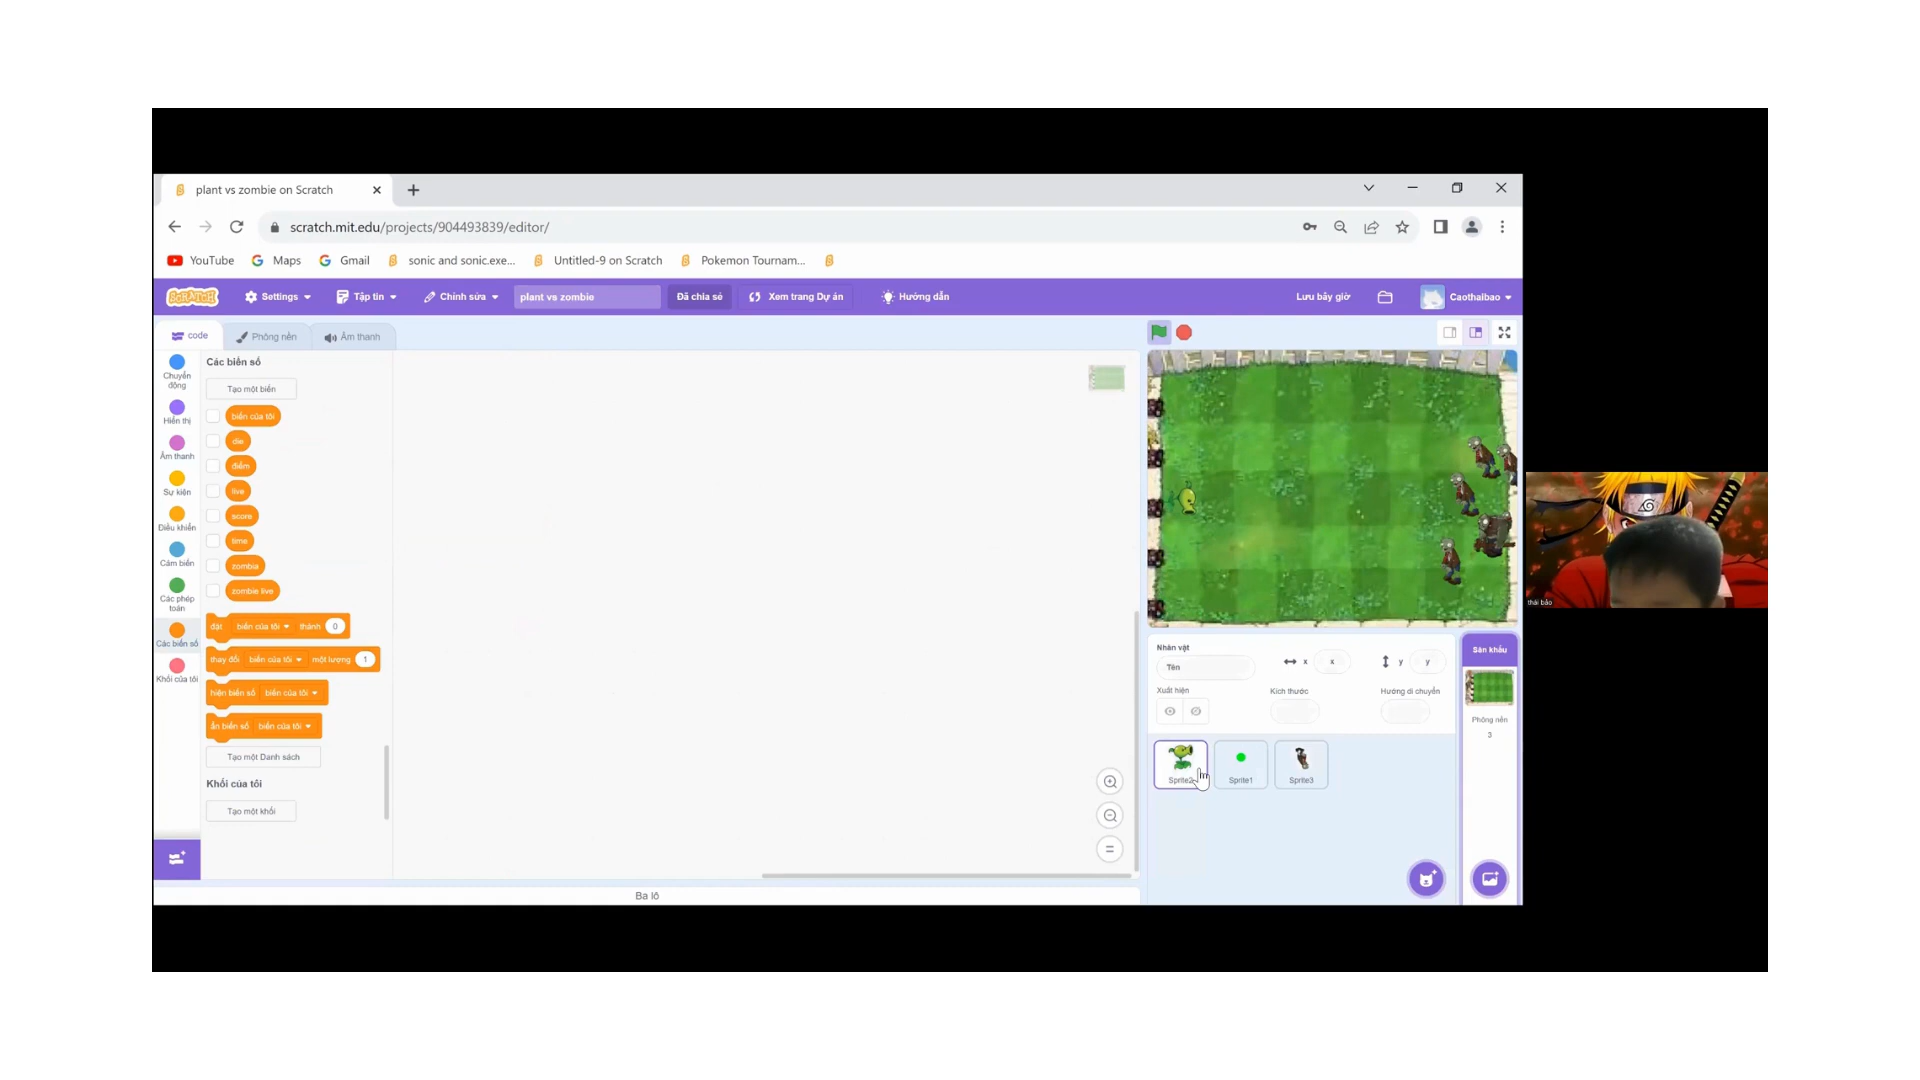 plant vs zombie on Scratch
scratch.mit.edu/projects/904493839/editor/
YouTube
Maps
Gmail
sonic and sonic.exe...
Untitled-9 on Scratch
Pokemon Tournam...
SCRATCH
Settings
Tập tin
Chỉnh sửa
plant vs zombie
Đã chia sẻ
Xem trang Dự án
Hướng dẫn
Lưu bây giờ
Caothaibao
code
Phông nền
Âm thanh
Chuyển động
Hiển thị
Âm thanh
Sự kiện
Điều khiển
Cảm biến
Các phép toán
Các biến số
Khối của tôi
Các biến số
Tạo một biến
biến của tôi
die
điểm
live
score
time
zombia
zombie live
đặt biến của tôi thành 0
thay đổi biến của tôi một lượng 1
hiện biến số biến của tôi
ẩn biến số biến của tôi
Tạo một Danh sách
Khối của tôi
Tạo một khối
Ba lô
Nhân vật
Tên
x
x
y
y
Xuất hiện
Kích thước
Hướng di chuyển
Sprite2
Sprite1
Sprite3
Sân khấu
Phông nền
3
thái bảo